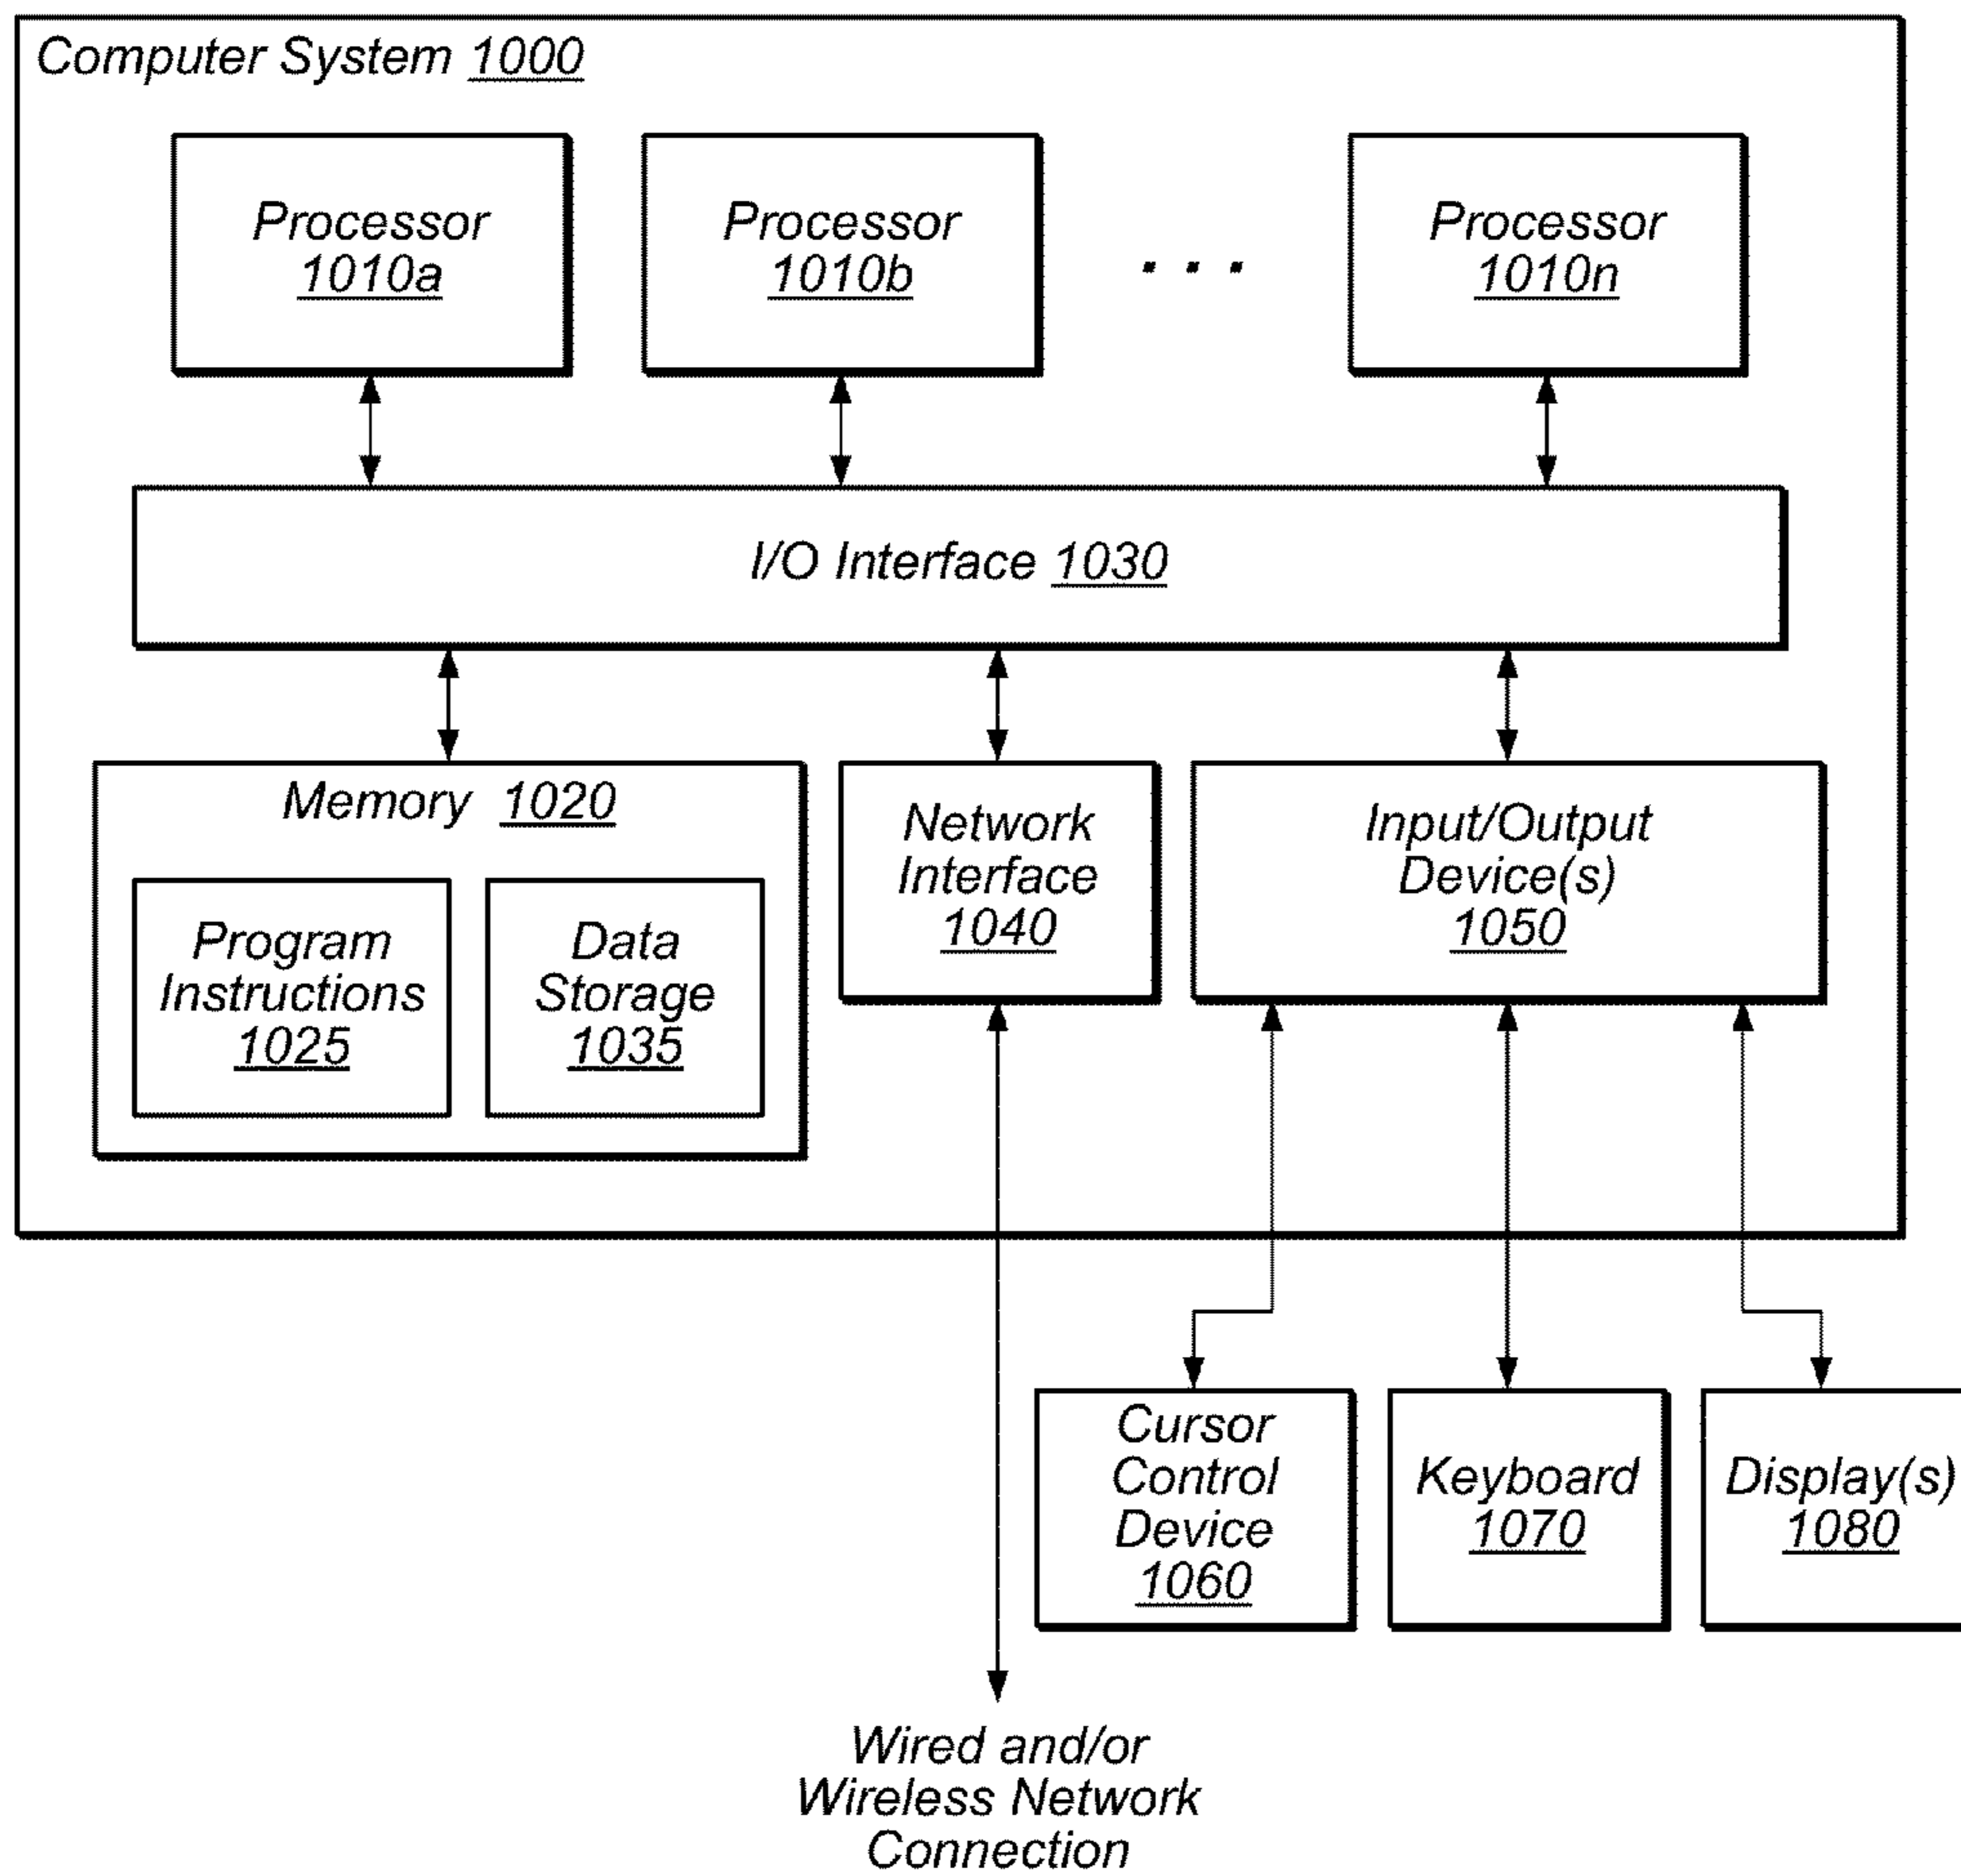 Computer System 1000
Processor
1010a
Processor
1010b
. . .
Processor
1010n
I/O Interface 1030
Memory 1020
Program
Instructions
1025
Data
Storage
1035
Network
Interface
1040
Input/Output
Device(s)
1050
Cursor
Control
Device
1060
Keyboard
1070
Display(s)
1080
Wired and/or
Wireless Network
Connection